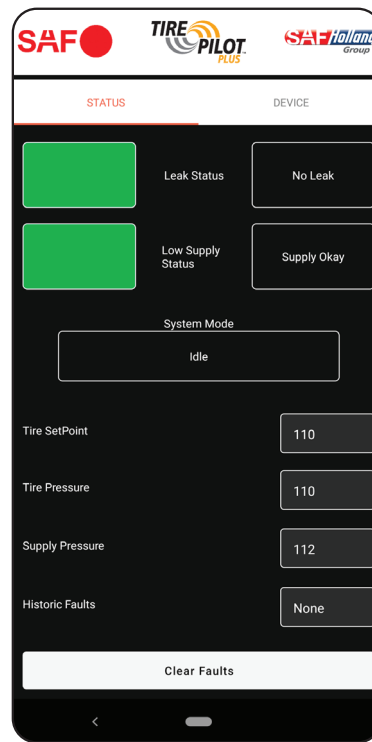 SAF
TIRE
PILOT
PLUS
SAF Holland
Group
STATUS DEVICE
Leak Status No Leak
Low Supply
Status
Supply Okay
System Mode
Idle
Tire SetPoint 110
Tire Pressure 110
Supply Pressure 112
Historic Faults None
Clear Faults